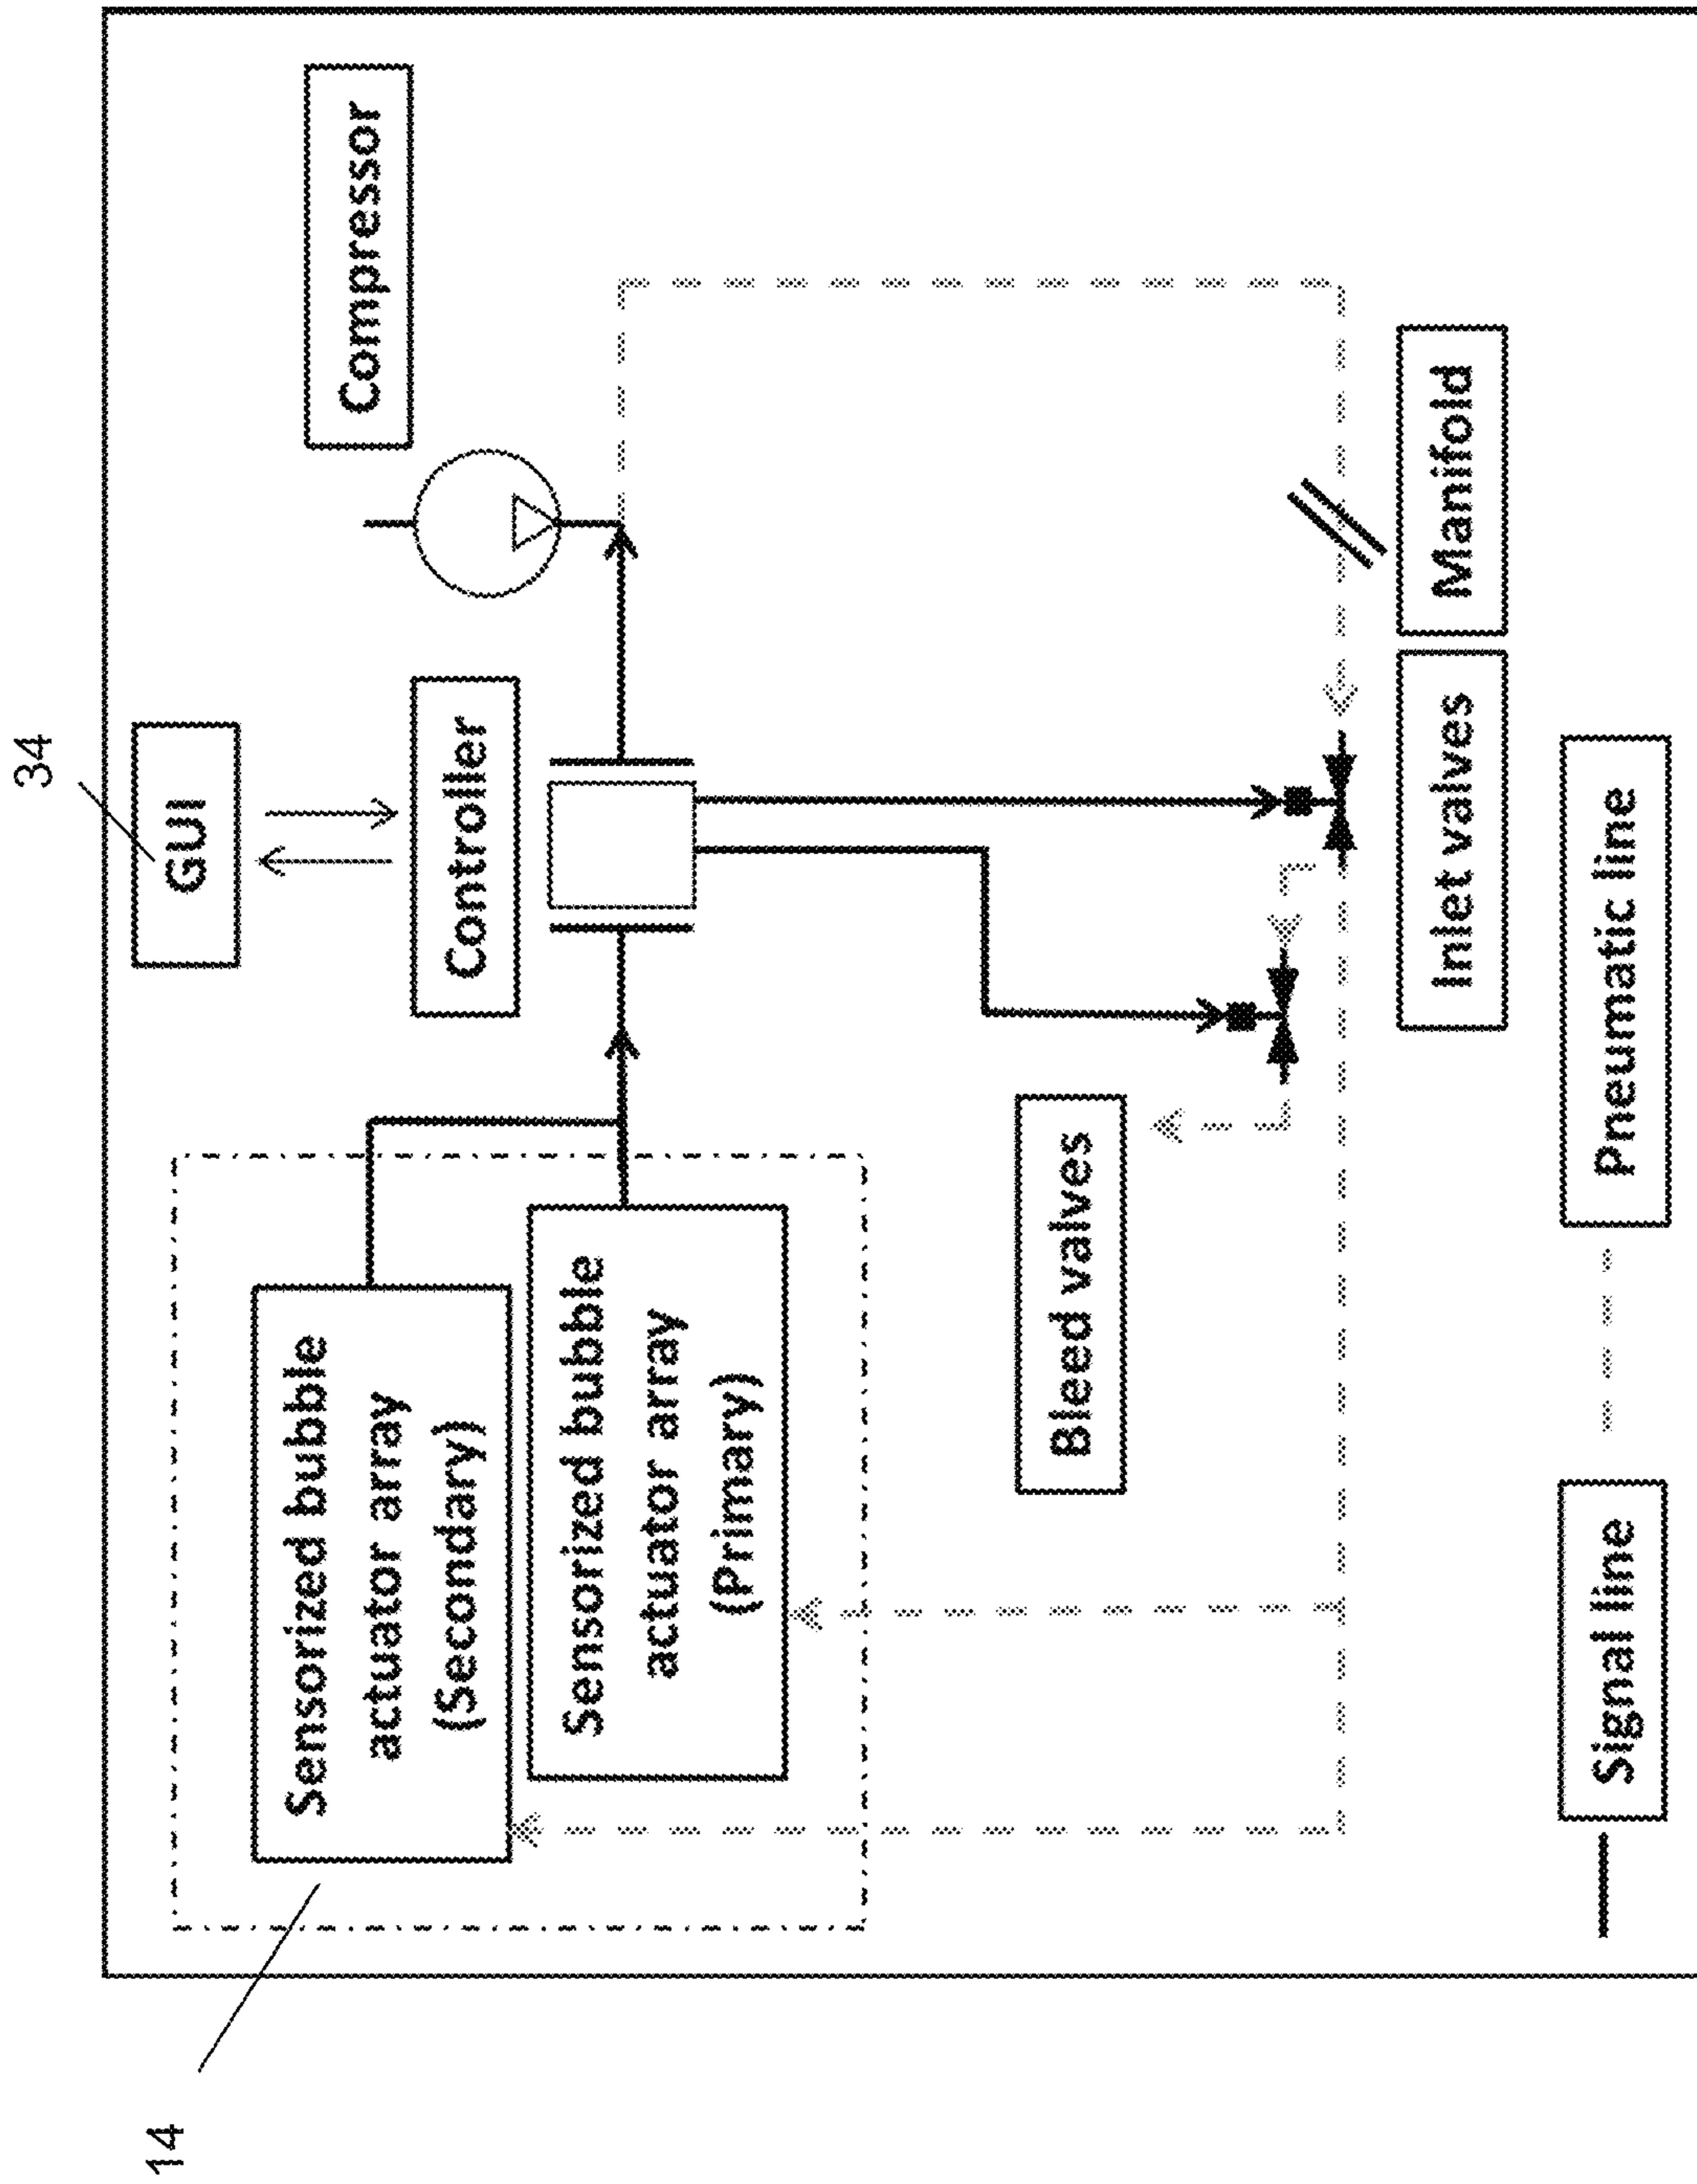 14
34
Sensorized bubble
actuator array
(Secondary)
Sensorized bubble
actuator array
(Primary)
GUI
Controller
Compressor
Bleed valves
Inlet valves
Manifold
Signal line
Pneumatic line